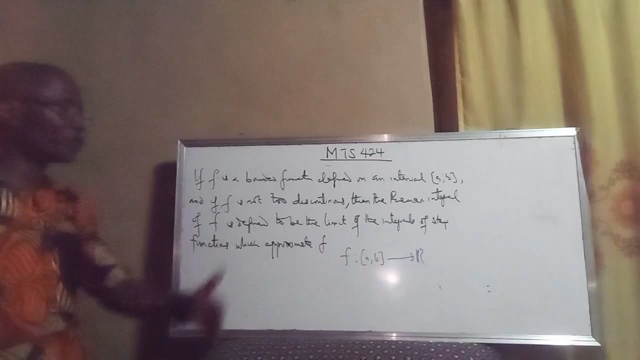 MTS 424
If f is a bounded function defined on an interval [a,b],
and if f is not too discontinuous, then the Riemann integral
of f is defined to be the limit of the integrals of step
functions which approximate f
f : [a,b] → ℝ